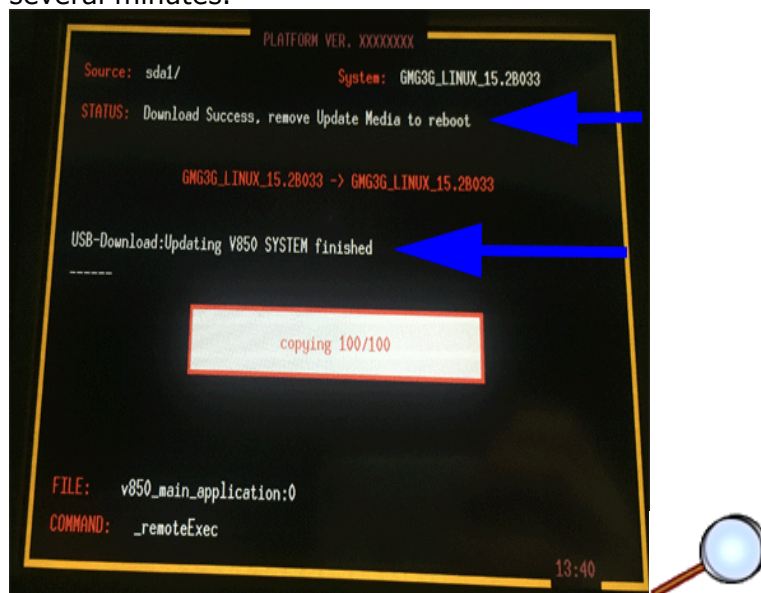 several minutes.
PLATFORM VER. XXXXXXXX
Source: sda1/ System: GMG3G_LINUX_15.2B033
STATUS: Download Success, remove Update Media to reboot
GMG3G_LINUX_15.2B033 -> GMG3G_LINUX_15.2B033
USB-Download:Updating V850 SYSTEM finished
------
copying 100/100
FILE: v850_main_application:0
COMMAND: _remoteExec
13:40